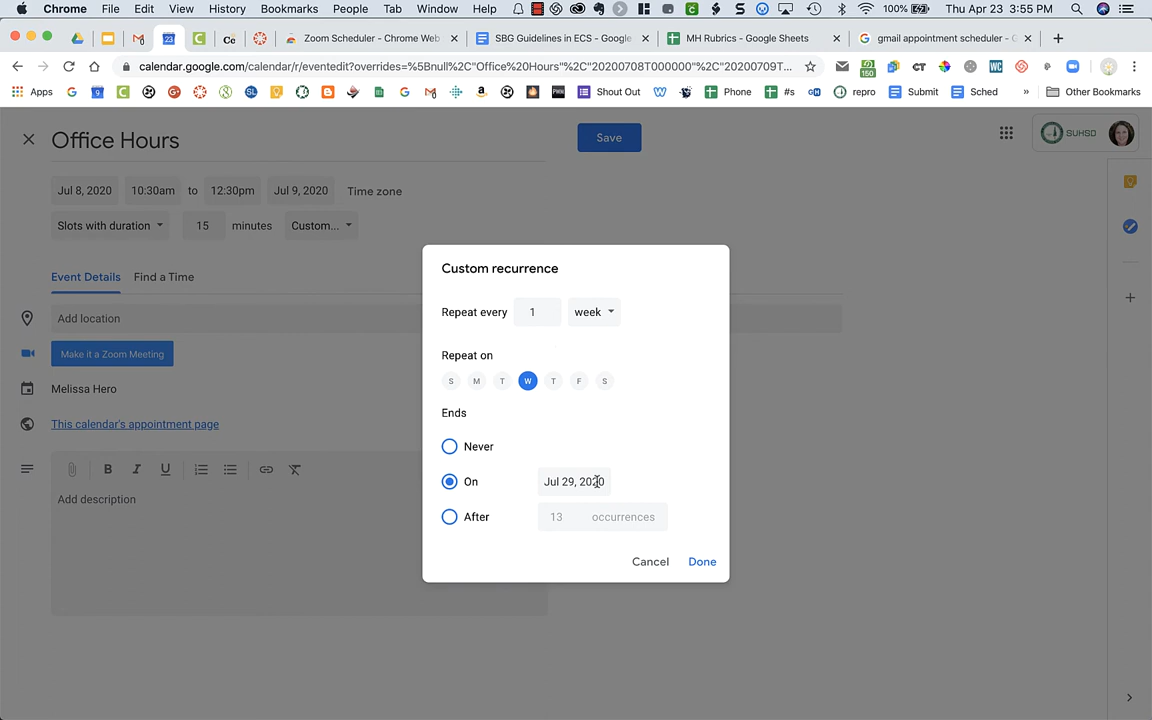 Chrome File Edit View History Bookmarks People Tab Window Help 100% Thu Apr 23 3:55 PM
Zoom Scheduler - Chrome Web SBG Guidelines in ECS - Google MH Rubrics - Google Sheets gmail appointment scheduler - G
calendar.google.com/calendar/r/eventedit?overrides=%5Bnull%2C"Office%20Hours"%2C"20200708T000000"%2C"20200709T... 150
Apps Shout Out Phone #s repro Submit Sched » Other Bookmarks
Office Hours Save SUHSD
Jul 8, 2020 10:30am to 12:30pm Jul 9, 2020 Time zone
Slots with duration 15 minutes Custom...
Event Details Find a Time
Add location
Make it a Zoom Meeting
Melissa Hero
This calendar's appointment page
B I U
Add description
Custom recurrence
Repeat every 1 week
Repeat on
S M T W T F S
Ends
Never
On Jul 29, 2020
After 13 occurrences
Cancel Done